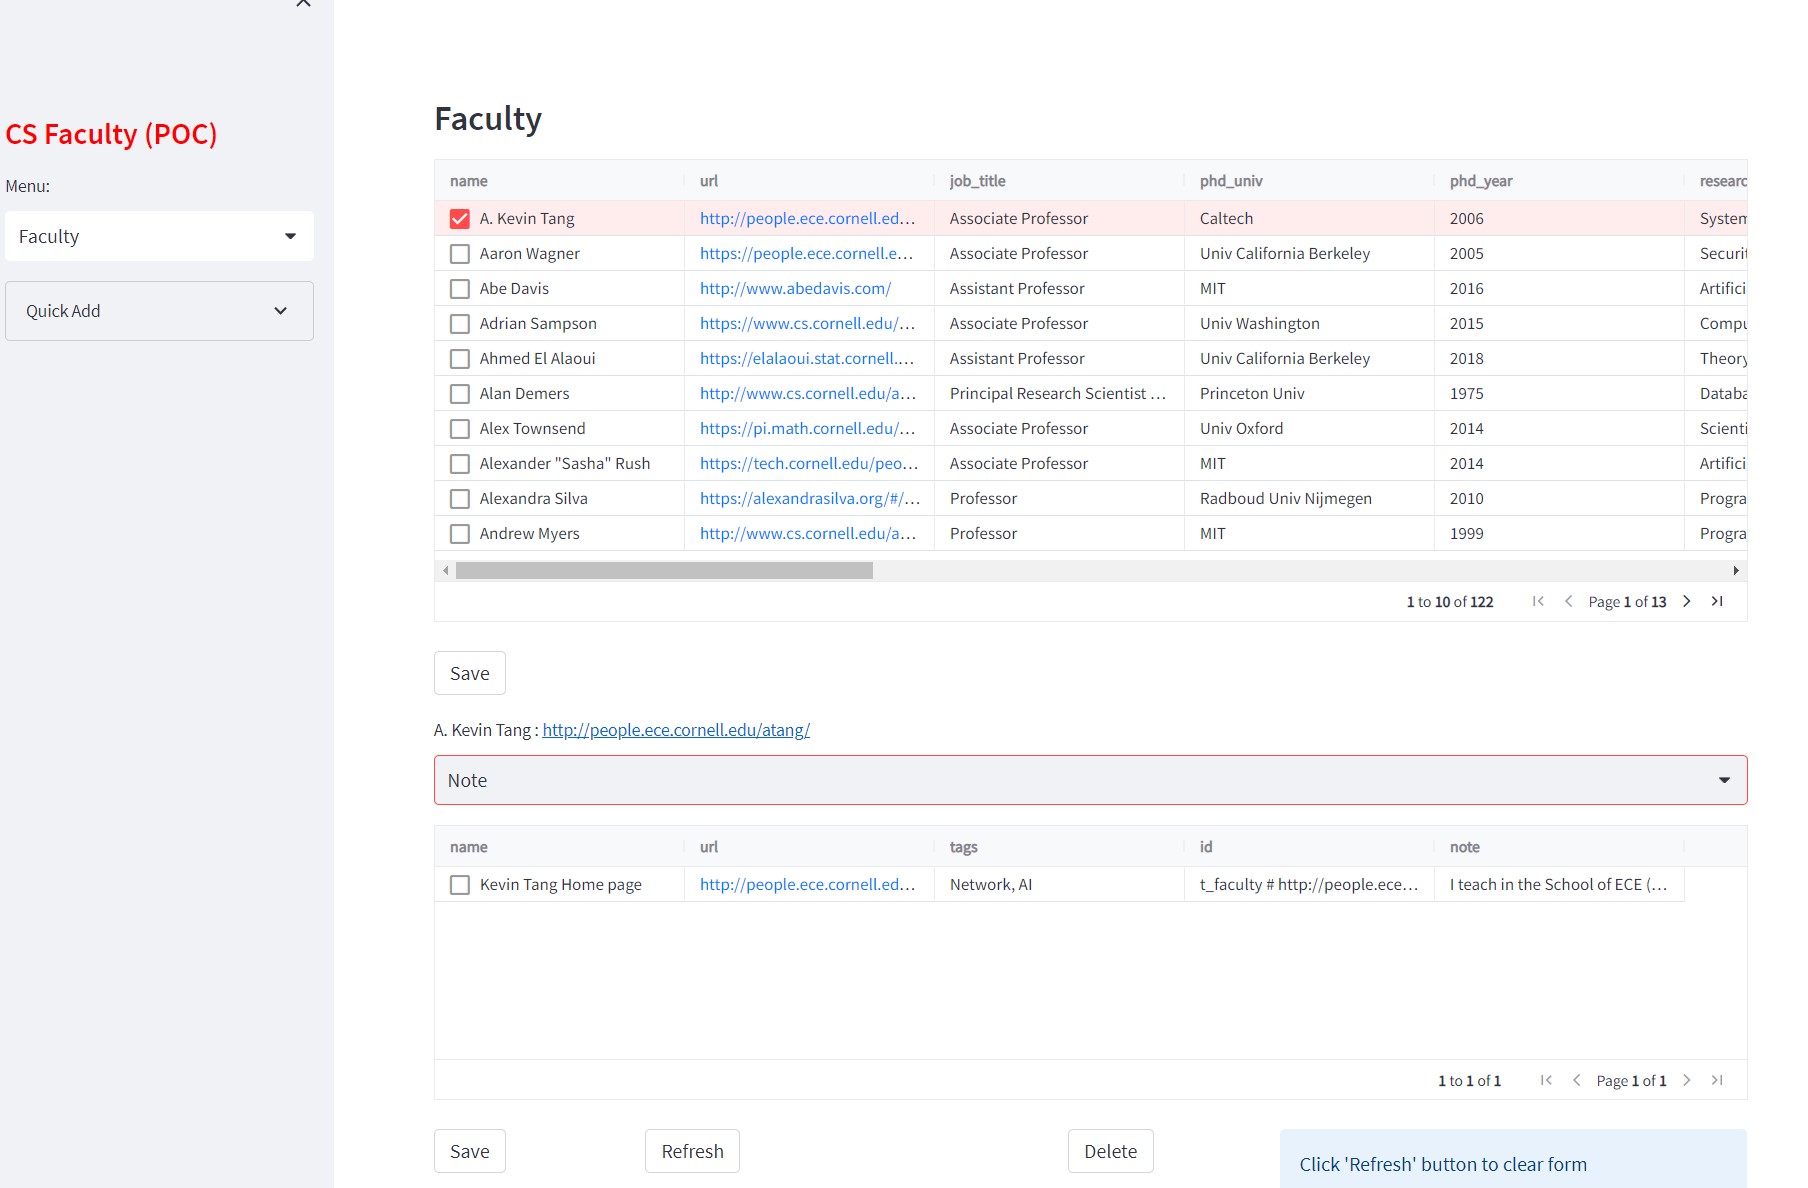 CS Faculty (POC)
Menu:
Faculty
Quick Add
Faculty
name url job_title phd_univ phd_year researc
A. Kevin Tang http://people.ece.cornell.ed... Associate Professor Caltech 2006 System
Aaron Wagner https://people.ece.cornell.e... Associate Professor Univ California Berkeley 2005 Securit
Abe Davis http://www.abedavis.com/ Assistant Professor MIT 2016 Artifici
Adrian Sampson https://www.cs.cornell.edu/... Associate Professor Univ Washington 2015 Compu
Ahmed El Alaoui https://elalaoui.stat.cornell.... Assistant Professor Univ California Berkeley 2018 Theory
Alan Demers http://www.cs.cornell.edu/a... Principal Research Scientist ... Princeton Univ 1975 Databa
Alex Townsend https://pi.math.cornell.edu/... Associate Professor Univ Oxford 2014 Scienti
Alexander "Sasha" Rush https://tech.cornell.edu/peo... Associate Professor MIT 2014 Artifici
Alexandra Silva https://alexandrasilva.org/#/... Professor Radboud Univ Nijmegen 2010 Progra
Andrew Myers http://www.cs.cornell.edu/a... Professor MIT 1999 Progra
1 to 10 of 122 Page 1 of 13
Save
A. Kevin Tang : http://people.ece.cornell.edu/atang/
Note
name url tags id note
Kevin Tang Home page http://people.ece.cornell.ed... Network, AI t_faculty # http://people.ece... I teach in the School of ECE (...
1 to 1 of 1 Page 1 of 1
Save Refresh Delete Click 'Refresh' button to clear form